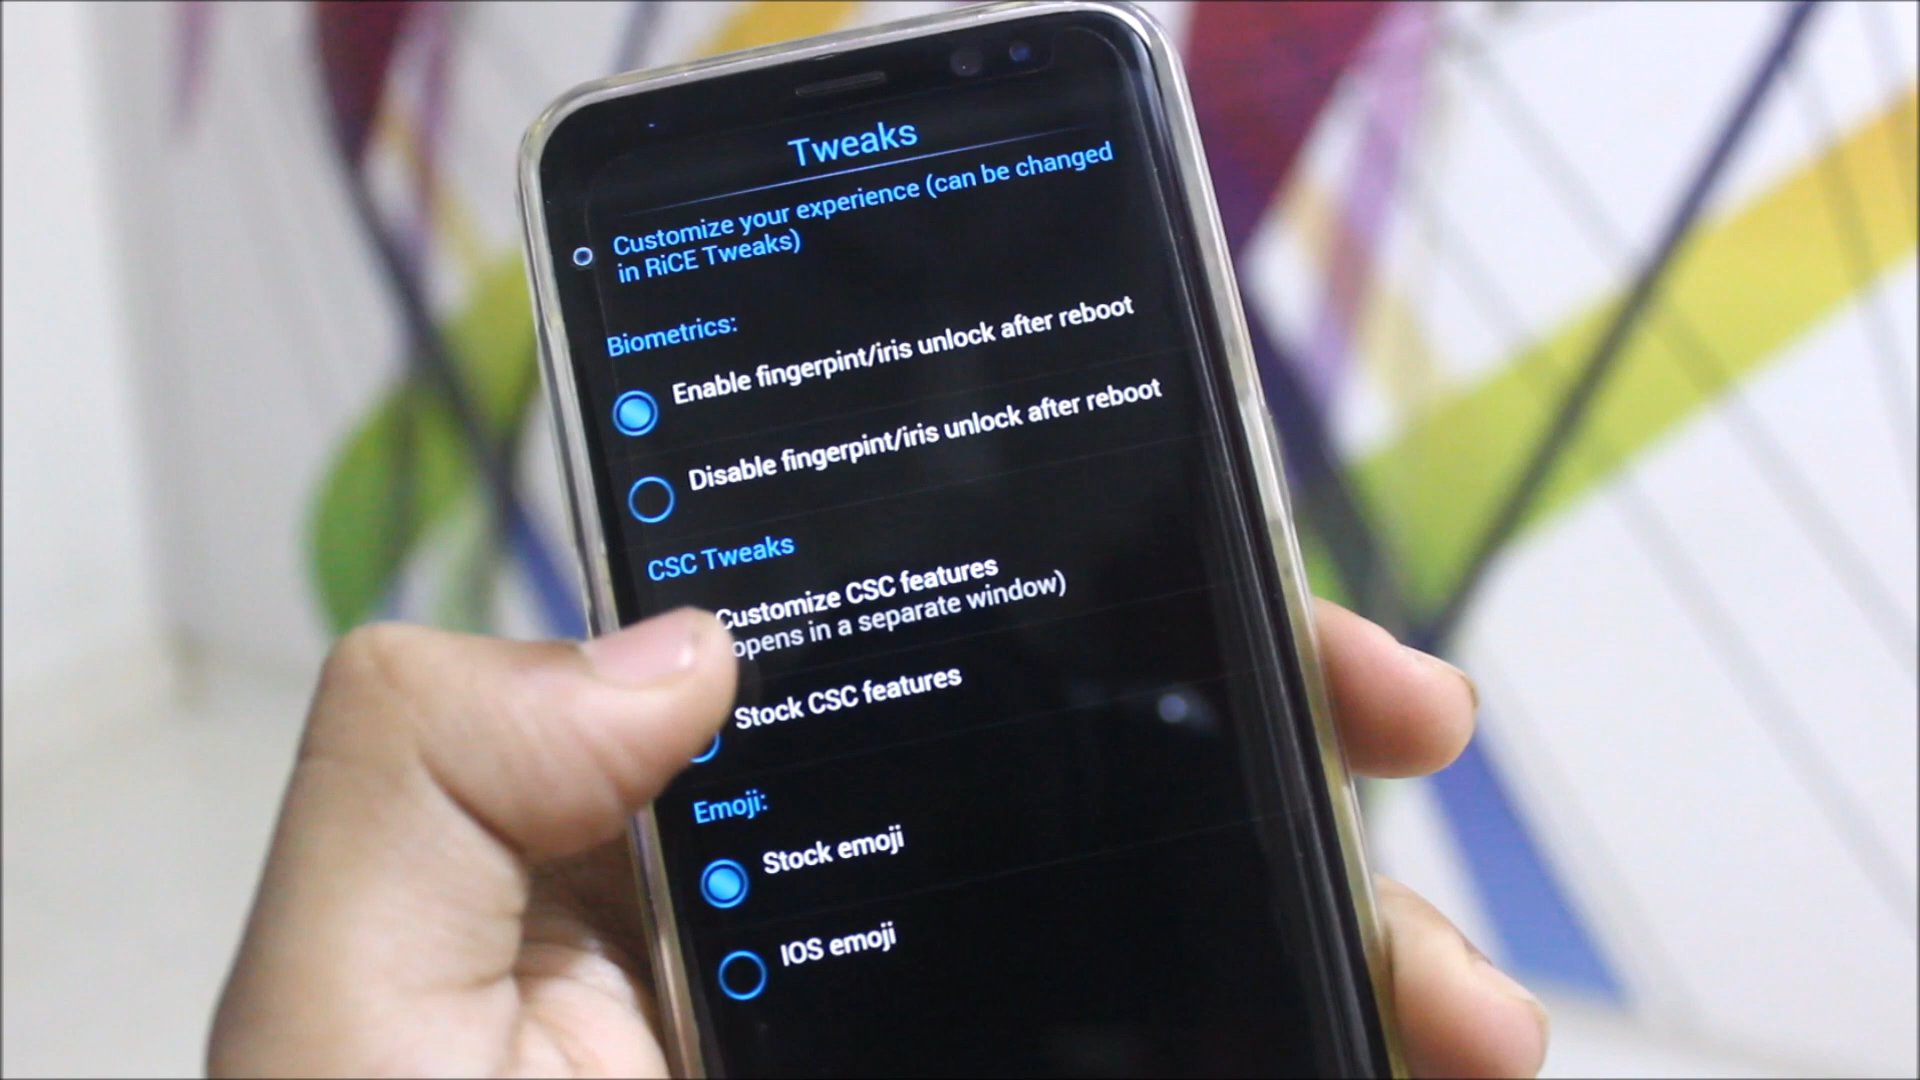 Tweaks
Customize your experience (can be changed
in RiCE Tweaks)
Biometrics:
Enable fingerpint/iris unlock after reboot
Disable fingerpint/iris unlock after reboot
CSC Tweaks
Customize CSC features
opens in a separate window)
Stock CSC features
Emoji:
Stock emoji
IOS emoji